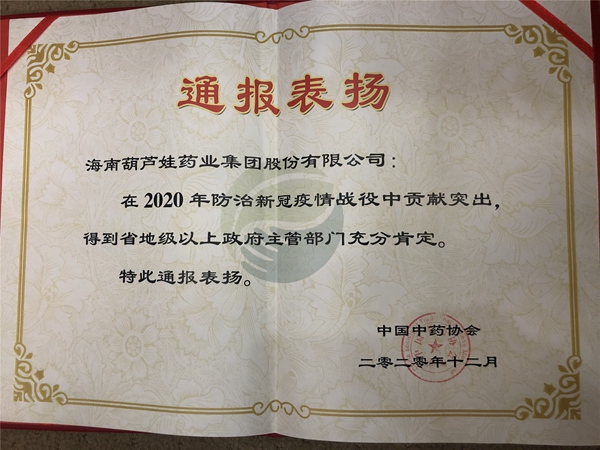 通报表扬
海南葫芦娃药业集团股份有限公司：
在2020年防治新冠疫情战役中贡献突出，
得到省地级以上政府主管部门充分肯定。
特此通报表扬。
中国中药协会
二零二零年十二月